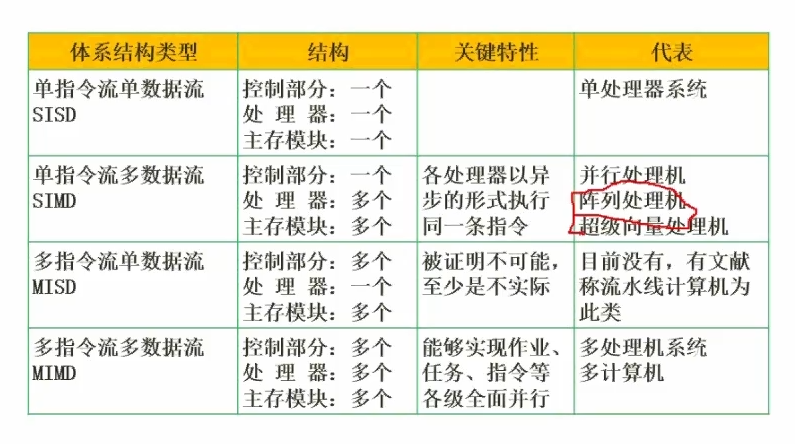 体系结构类型 结构 关键特性 代表
单指令流单数据流
SISD
控制部分：一个
处 理 器：一个
主存模块：一个
单处理器系统
单指令流多数据流
SIMD
控制部分：一个
处 理 器：多个
主存模块：多个
各处理器以异
步的形式执行
同一条指令
并行处理机
阵列处理机
超级向量处理机
多指令流单数据流
MISD
控制部分：多个
处 理 器：一个
主存模块：多个
被证明不可能，
至少是不实际
目前没有，有文献
称流水线计算机为
此类
多指令流多数据流
MIMD
控制部分：多个
处 理 器：多个
主存模块：多个
能够实现作业、
任务、指令等
各级全面并行
多处理机系统
多计算机